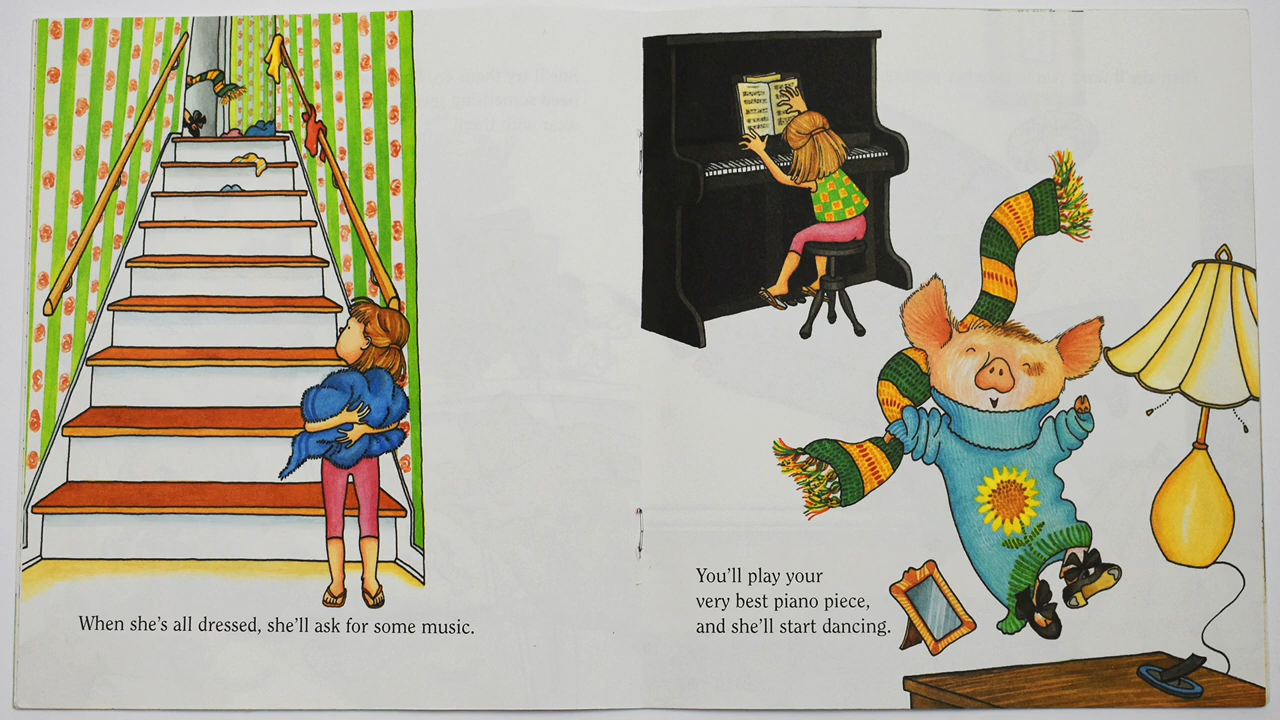 When she's all dressed, she'll ask for some music.
You'll play your
very best piano piece,
and she'll start dancing.